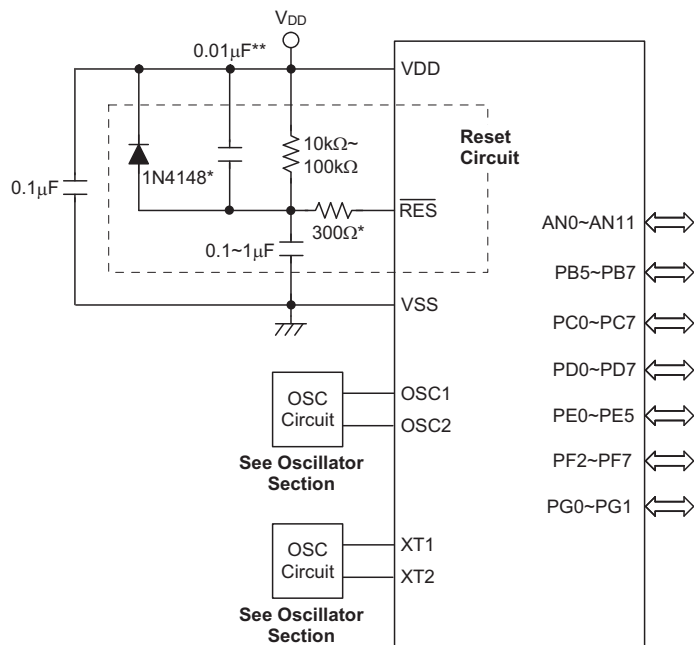 VDD
0.01μF**
VDD
Reset
Circuit
10kΩ~
100kΩ
1N4148*
0.1μF
RES
300Ω*
0.1~1μF
VSS
AN0~AN11
PB5~PB7
PC0~PC7
PD0~PD7
PE0~PE5
PF2~PF7
PG0~PG1
OSC
Circuit
OSC1
OSC2
See Oscillator
Section
OSC
Circuit
XT1
XT2
See Oscillator
Section